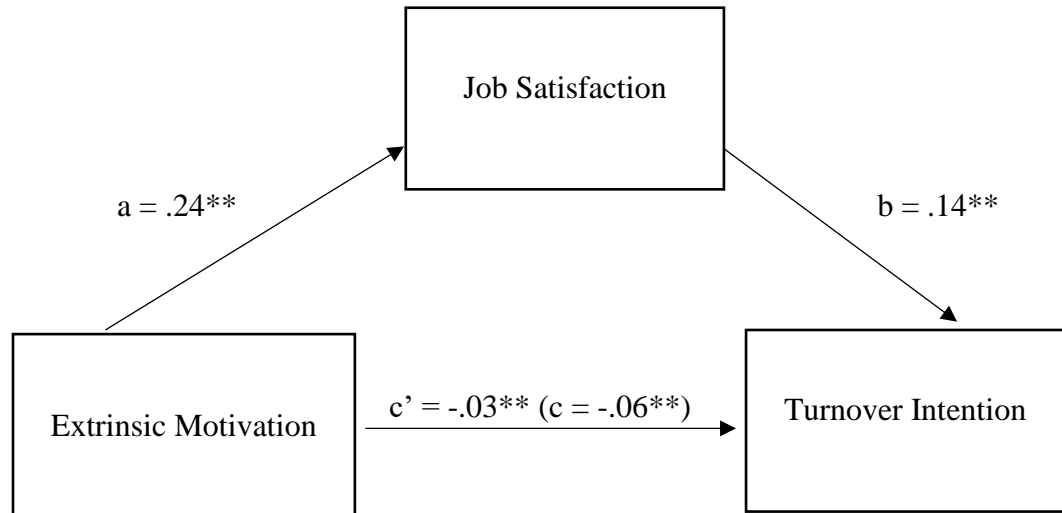 Job Satisfaction
a = .24**
b = .14**
c’ = -.03** (c = -.06**)
Extrinsic Motivation
Turnover Intention